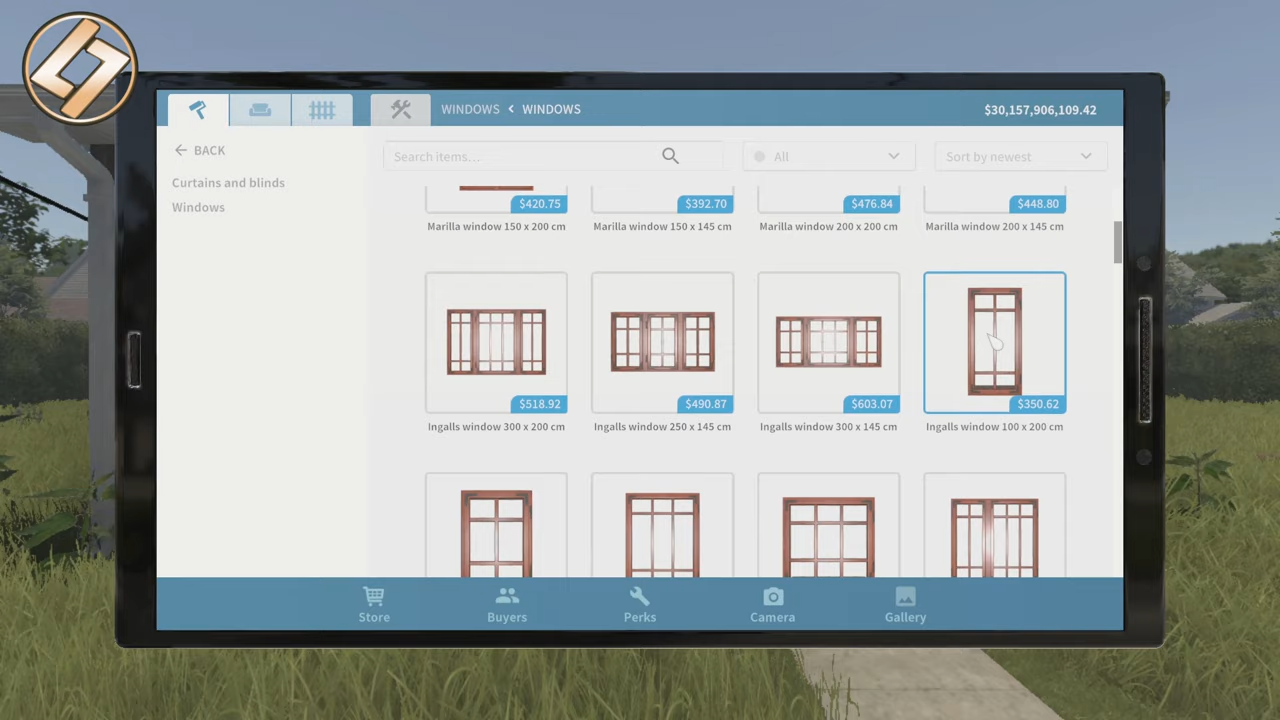 WINDOWS < WINDOWS
$30,157,906,109.42
BACK
Search items...
All
Sort by newest
Curtains and blinds
Windows
$420.75
$392.70
$476.84
$448.80
Marilla window 150 x 200 cm
Marilla window 150 x 145 cm
Marilla window 200 x 200 cm
Marilla window 200 x 145 cm
$518.92
$490.87
$603.07
$350.62
Ingalls window 300 x 200 cm
Ingalls window 250 x 145 cm
Ingalls window 300 x 145 cm
Ingalls window 100 x 200 cm
Store
Buyers
Perks
Camera
Gallery